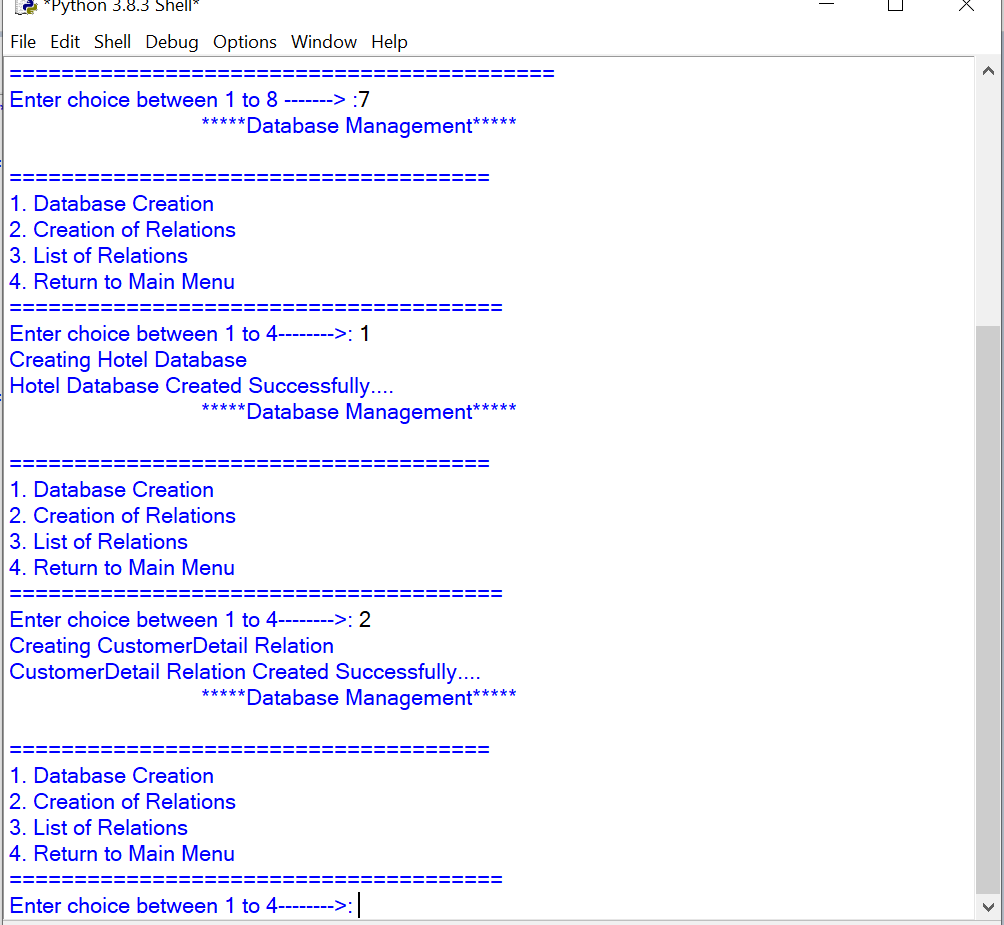 *Python 3.8.3 Shell*
File Edit Shell Debug Options Window Help
==========================================
Enter choice between 1 to 8 -------> :7
*****Database Management*****
=====================================
1. Database Creation
2. Creation of Relations
3. List of Relations
4. Return to Main Menu
======================================
Enter choice between 1 to 4-------->: 1
Creating Hotel Database
Hotel Database Created Successfully....
*****Database Management*****
=====================================
1. Database Creation
2. Creation of Relations
3. List of Relations
4. Return to Main Menu
======================================
Enter choice between 1 to 4-------->: 2
Creating CustomerDetail Relation
CustomerDetail Relation Created Successfully....
*****Database Management*****
=====================================
1. Database Creation
2. Creation of Relations
3. List of Relations
4. Return to Main Menu
======================================
Enter choice between 1 to 4-------->: